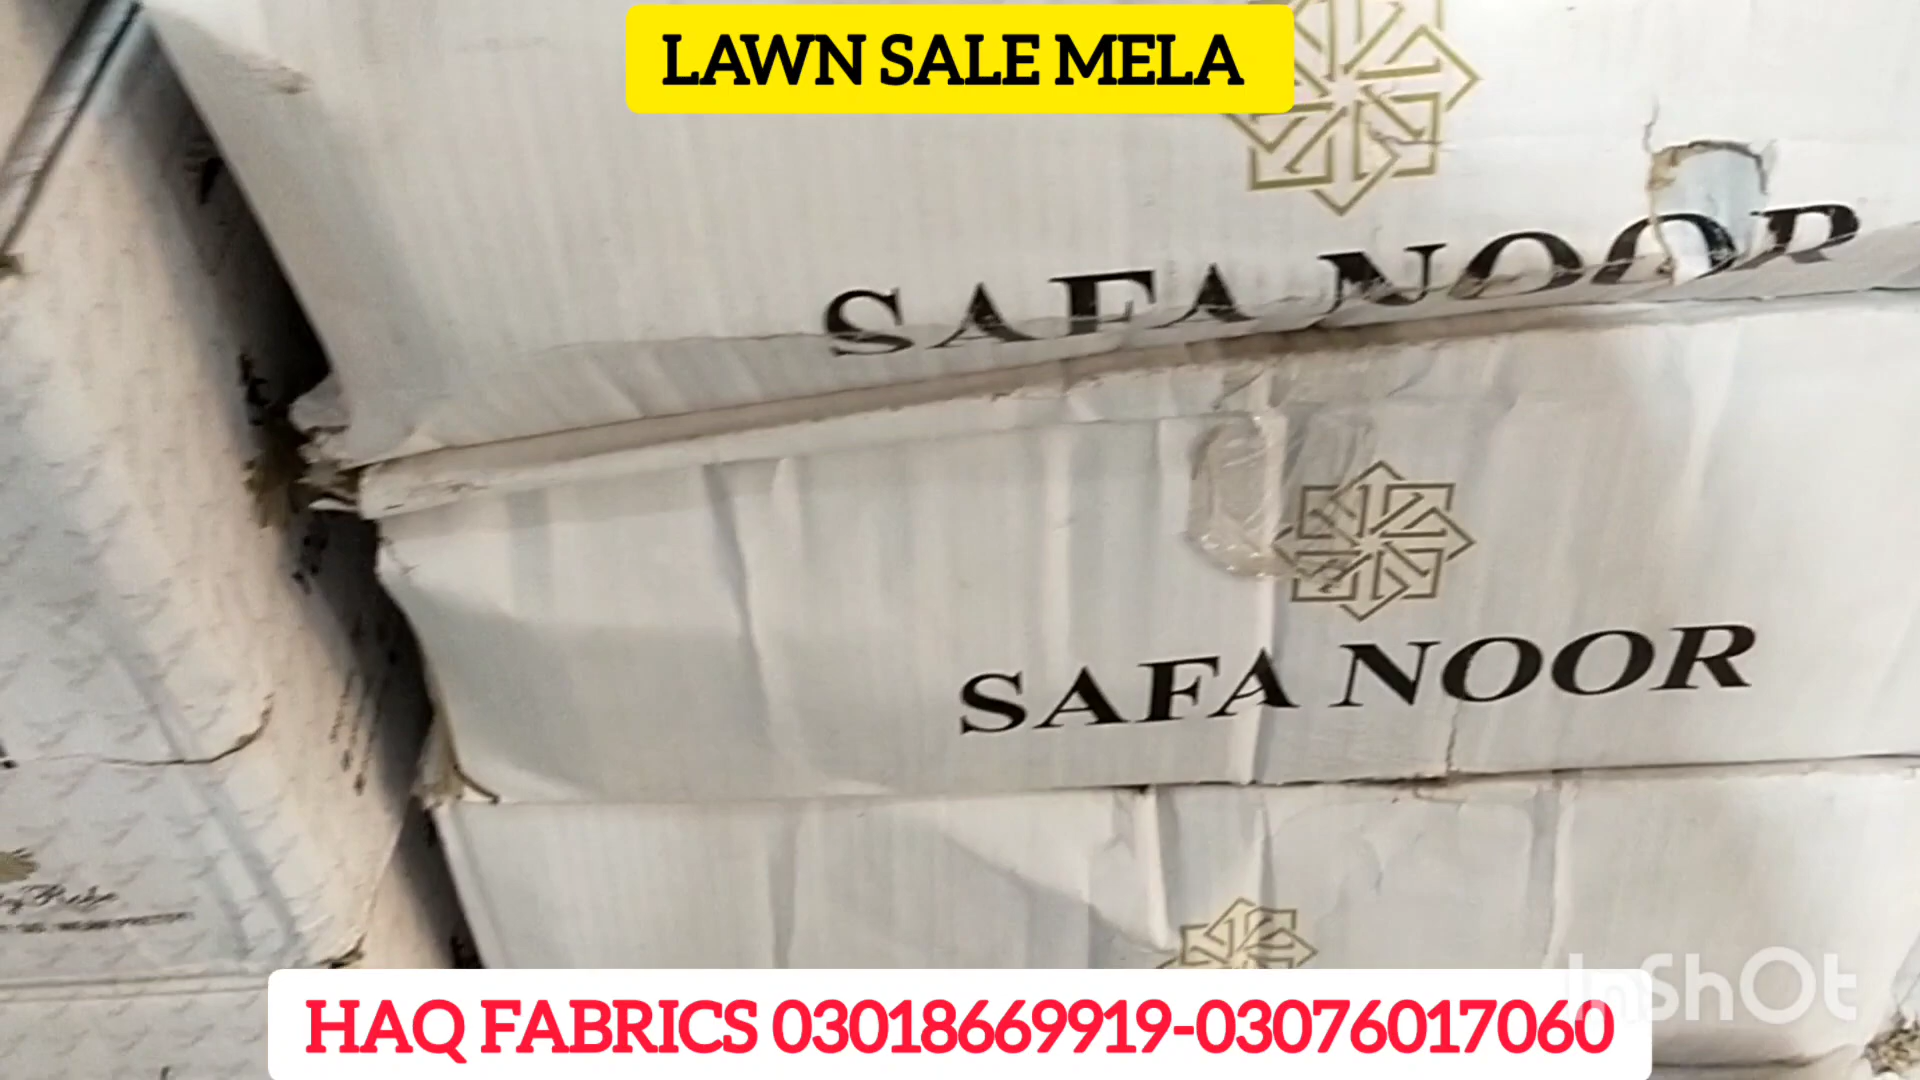 LAWN SALE MELA
SAFA NOOR
SAFA NOOR
HAQ FABRICS 03018669919-03076017060
InShOt